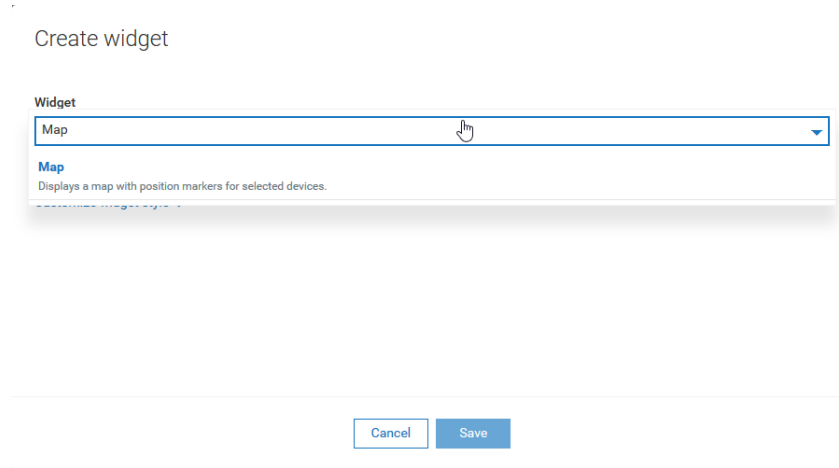 Create widget
Widget
Map
Map
Displays a map with position markers for selected devices.
Cancel
Save